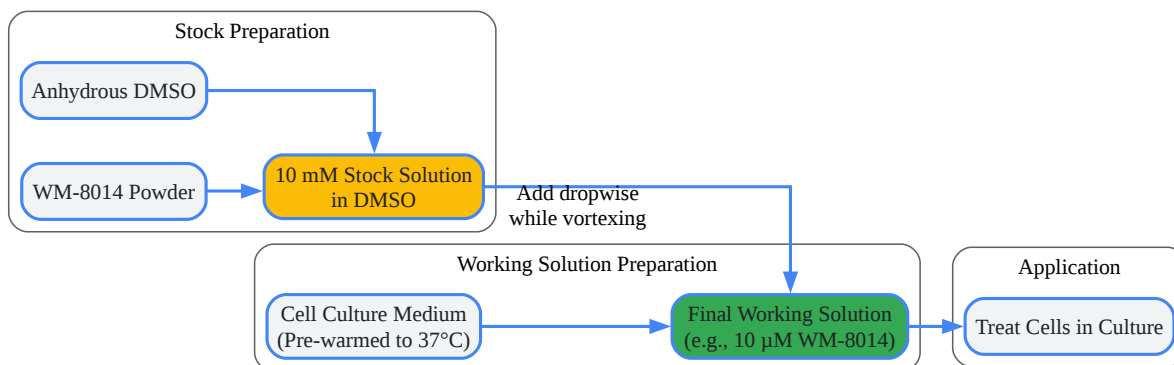 Stock Preparation
Anhydrous DMSO
WM-8014 Powder
10 mM Stock Solution
in DMSO
Add dropwise
while vortexing
Working Solution Preparation
Cell Culture Medium
(Pre-warmed to 37°C)
Final Working Solution
(e.g., 10 µM WM-8014)
Application
Treat Cells in Culture